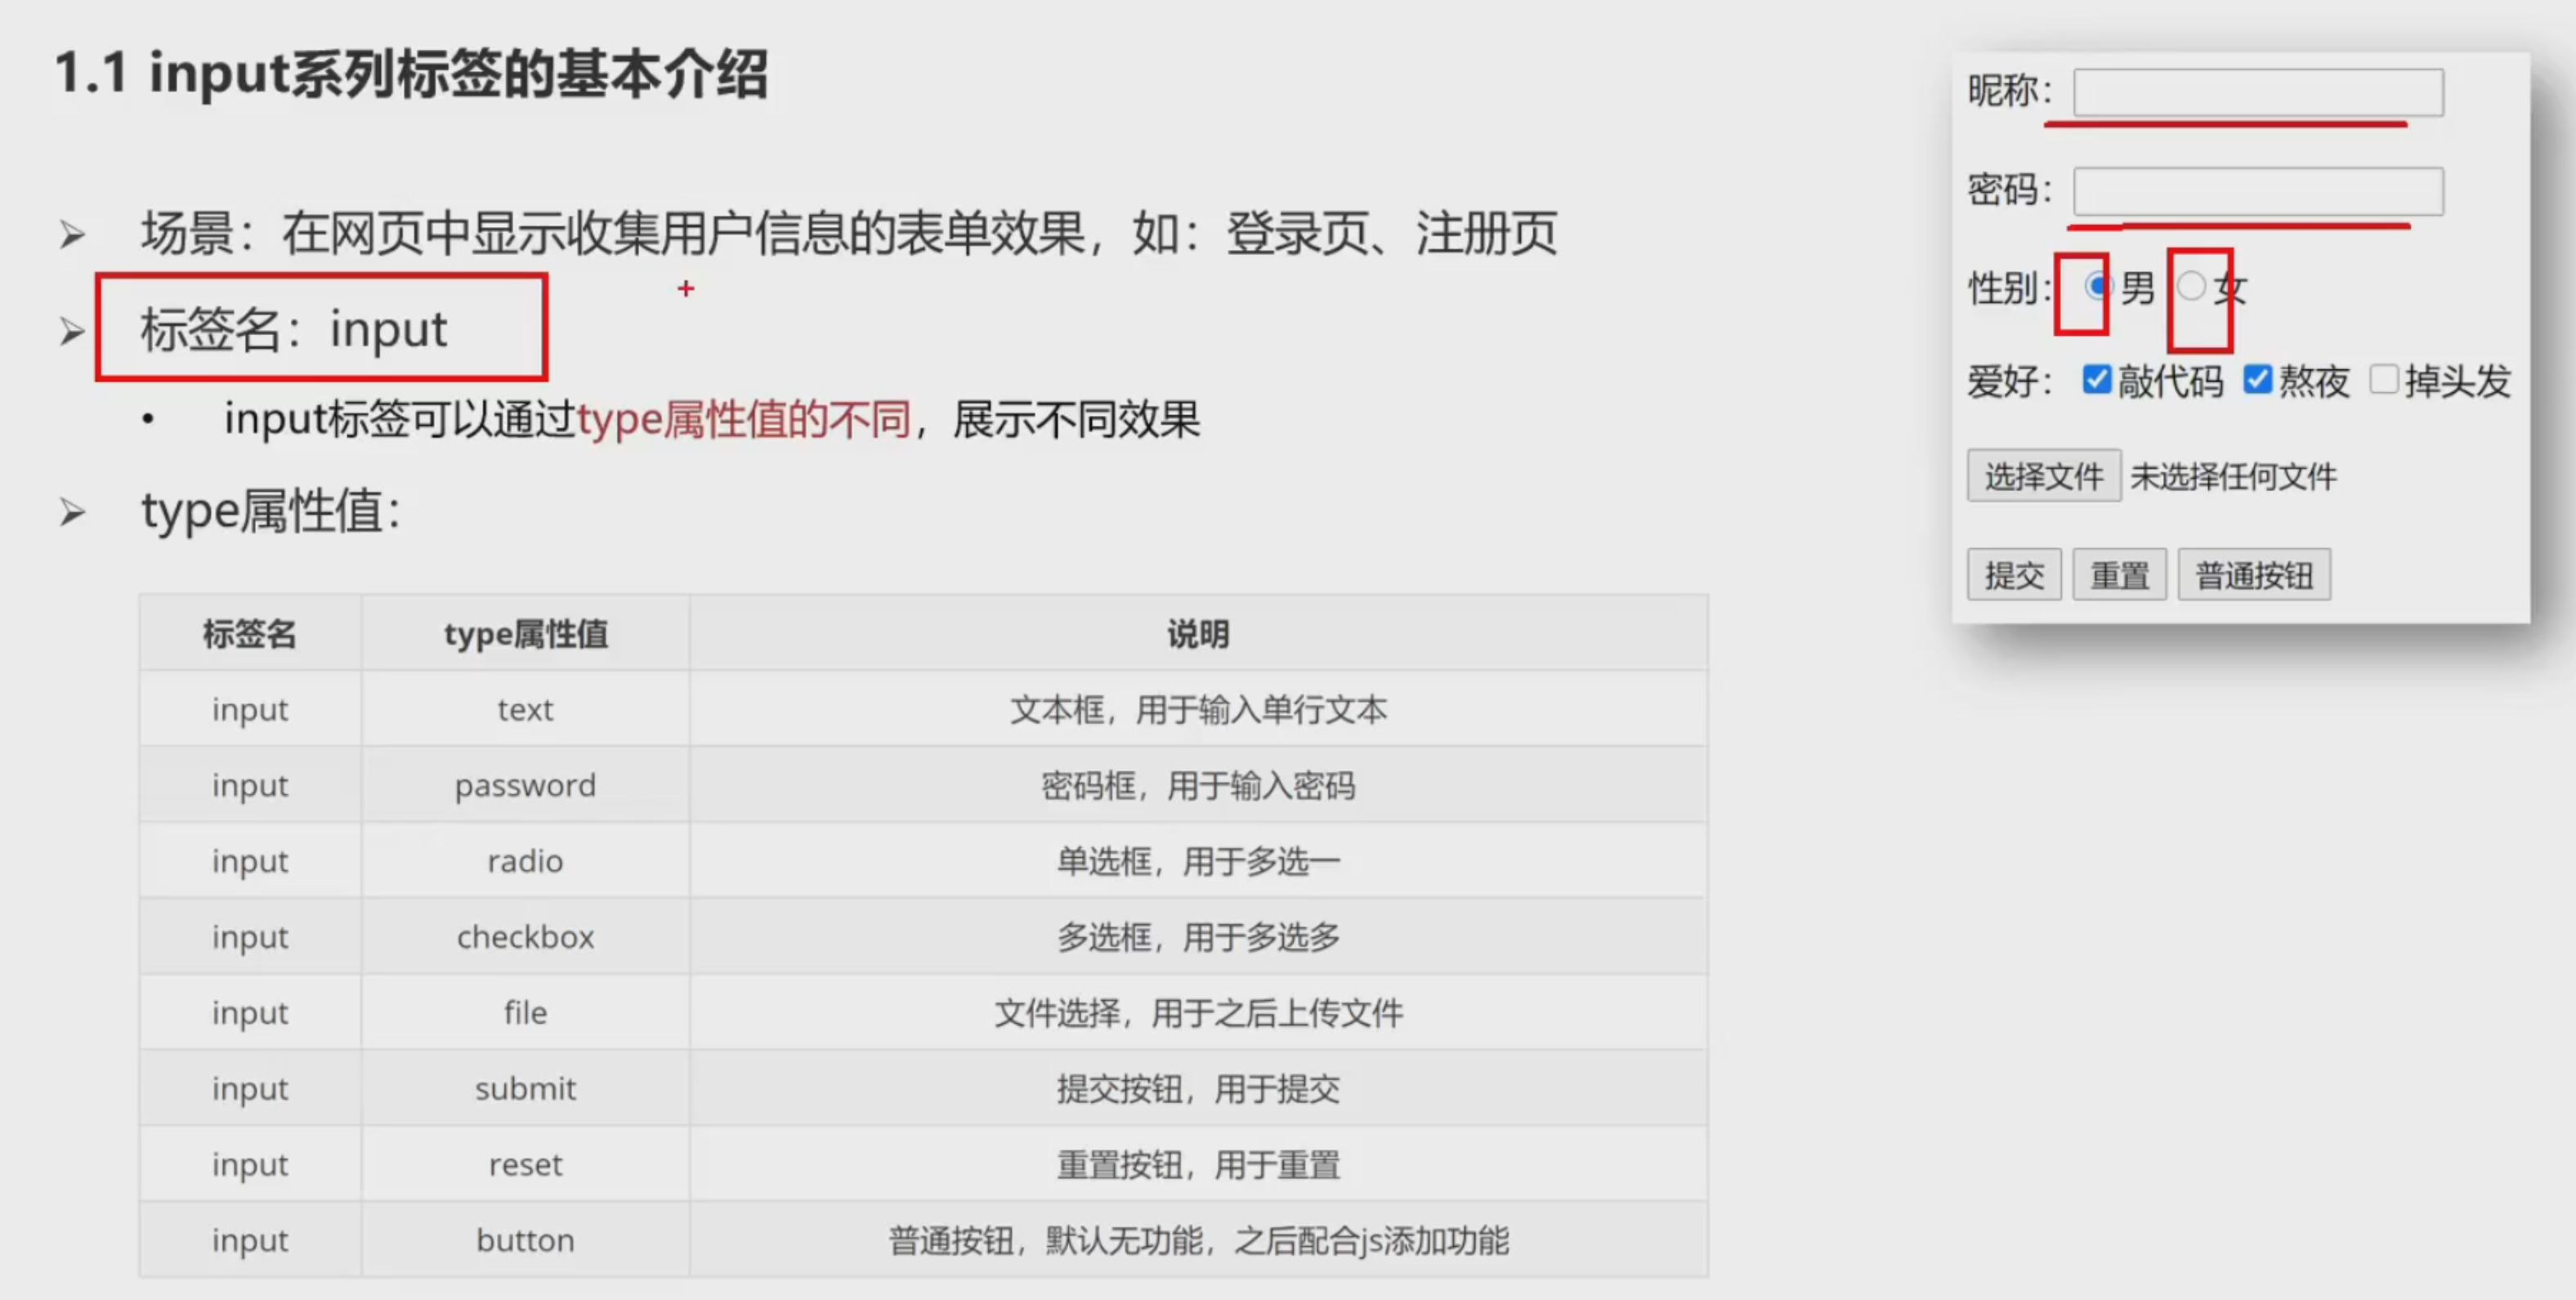 1.1 input系列标签的基本介绍
场景：在网页中显示收集用户信息的表单效果，如：登录页、注册页
标签名：input
input标签可以通过type属性值的不同，展示不同效果
type属性值：
标签名 type属性值 说明
input text 文本框，用于输入单行文本
input password 密码框，用于输入密码
input radio 单选框，用于多选一
input checkbox 多选框，用于多选多
input file 文件选择，用于之后上传文件
input submit 提交按钮，用于提交
input reset 重置按钮，用于重置
input button 普通按钮，默认无功能，之后配合js添加功能
昵称：
密码：
性别： 男 女
爱好： 敲代码 熬夜 掉头发
选择文件 未选择任何文件
提交 重置 普通按钮